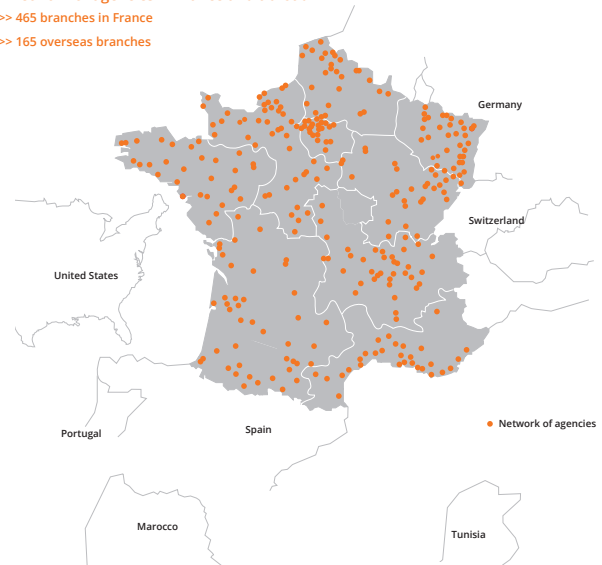 >> 465 branches in France
>> 165 overseas branches
Germany
Switzerland
United States
Network of agencies
Spain
Portugal
Marocco
Tunisia